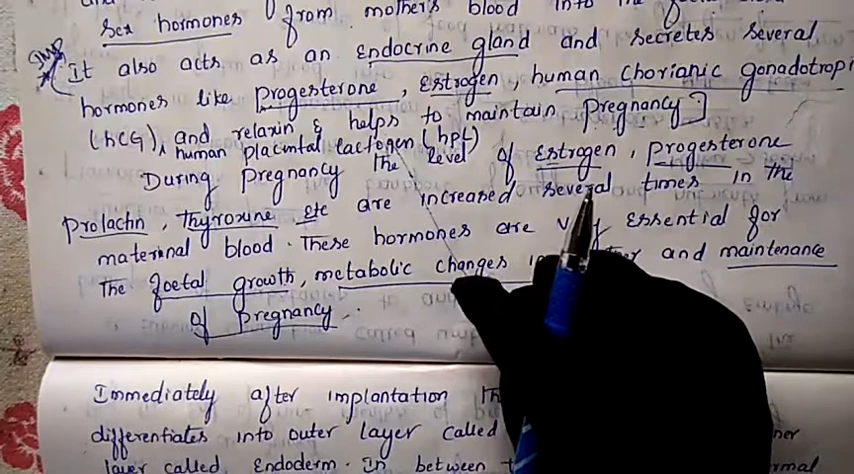 sex hormones from mother's blood into the
Imp
It also acts as an Endocrine gland and secretes several
hormones like progesterone, Estrogen, human chorianic gonadotropi
(hCG), and relaxin & helps to maintain pregnancy]
human placental lactogen (hpl)
During pregnancy the level of Estrogen, progesterone
prolactin, Thyroxine etc are increased several times in the
maternal blood. These hormones are essential for
The foetal growth, metabolic changes and maintenance
of pregnancy.
Immediately after implantation
differentiates into outer layer called
layer called Endoderm. In between